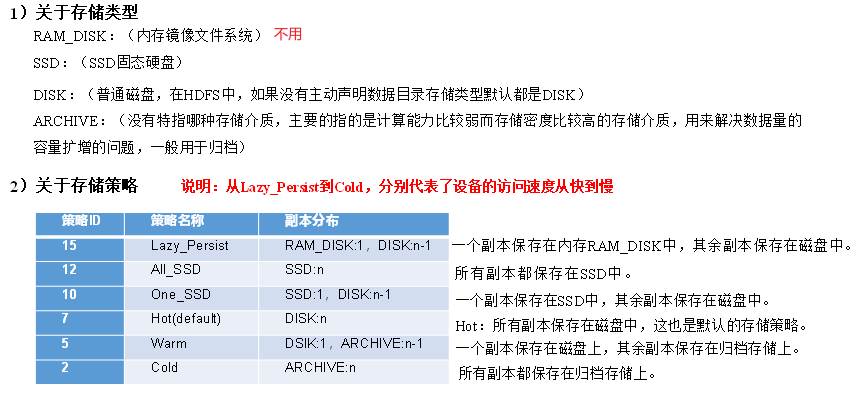 1）关于存储类型
RAM_DISK：（内存镜像文件系统） 不用
SSD：（SSD固态硬盘）
DISK：（普通磁盘，在HDFS中，如果没有主动声明数据目录存储类型默认都是DISK）
ARCHIVE：（没有特指哪种存储介质，主要的指的是计算能力比较弱而存储密度比较高的存储介质，用来解决数据量的
容量扩增的问题，一般用于归档）
2）关于存储策略 说明：从Lazy_Persist到Cold，分别代表了设备的访问速度从快到慢
策略ID 策略名称 副本分布
15 Lazy_Persist RAM_DISK:1，DISK:n-1 一个副本保存在内存RAM_DISK中，其余副本保存在磁盘中。
12 All_SSD SSD:n 所有副本都保存在SSD中。
10 One_SSD SSD:1，DISK:n-1 一个副本保存在SSD中，其余副本保存在磁盘中。
7 Hot(default) DISK:n Hot：所有副本保存在磁盘中，这也是默认的存储策略。
5 Warm DSIK:1，ARCHIVE:n-1 一个副本保存在磁盘上，其余副本保存在归档存储上。
2 Cold ARCHIVE:n 所有副本都保存在归档存储上。